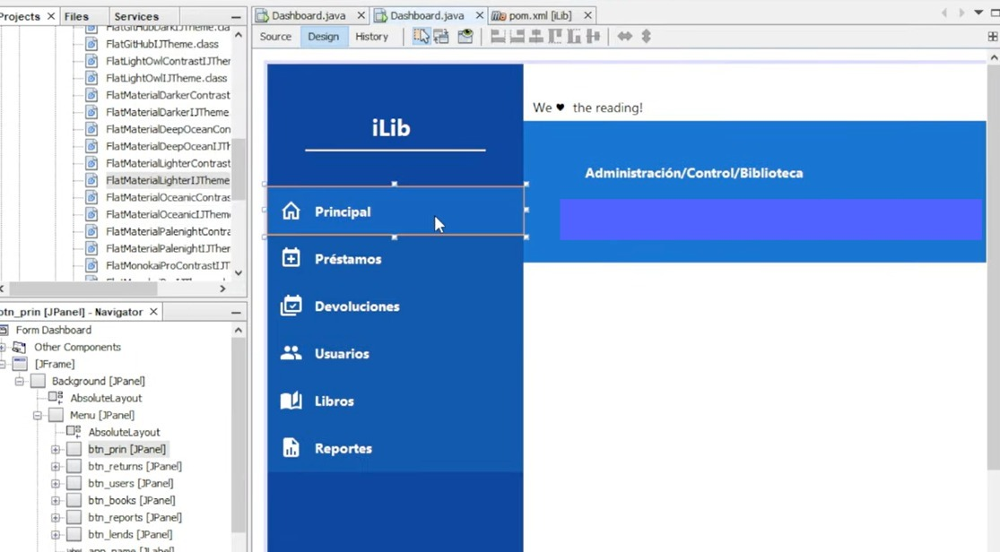 Projects Files Services
FlatGitHubIJTheme.class
FlatLightOwlContrastIJTher
FlatLightOwlIJTheme.class
FlatMaterialDarkerContrast
FlatMaterialDarkerIJTheme.
FlatMaterialDeepOceanCon
FlatMaterialDeepOceanIJTh
FlatMaterialLighterContrast
FlatMaterialLighterIJTheme
FlatMaterialOceanicContras
FlatMaterialOceanicIJThem
FlatMaterialPalenightContra
FlatMaterialPalenightIJTher
FlatMonokaiProContrastIJT
btn_prin [JPanel] - Navigator
Form Dashboard
Other Components
[JFrame]
Background [JPanel]
AbsoluteLayout
Menu [JPanel]
AbsoluteLayout
btn_prin [JPanel]
btn_returns [JPanel]
btn_users [JPanel]
btn_books [JPanel]
btn_reports [JPanel]
btn_lends [JPanel]
app_name [JLabel]
Dashboard.java Dashboard.java pom.xml [iLib]
Source Design History
iLib
Principal
Préstamos
Devoluciones
Usuarios
Libros
Reportes
We ♥ the reading!
Administración/Control/Biblioteca